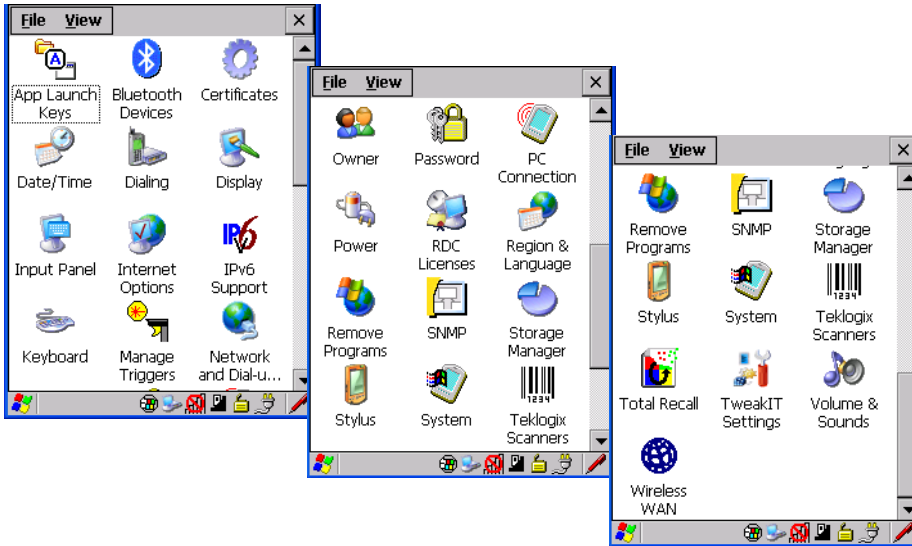 File View
App Launch Keys
Bluetooth Devices
Certificates
Date/Time
Dialing
Display
Input Panel
Internet Options
IPv6
IPv6 Support
Keyboard
Manage Triggers
Network and Dial-u...
File View
Owner
Password
PC Connection
Power
RDC Licenses
Region & Language
Remove Programs
SNMP
Storage Manager
Stylus
System
1234
Teklogix Scanners
File View
Remove Programs
SNMP
Storage Manager
Stylus
System
1234
Teklogix Scanners
Total Recall
TweakIT Settings
Volume & Sounds
Wireless WAN